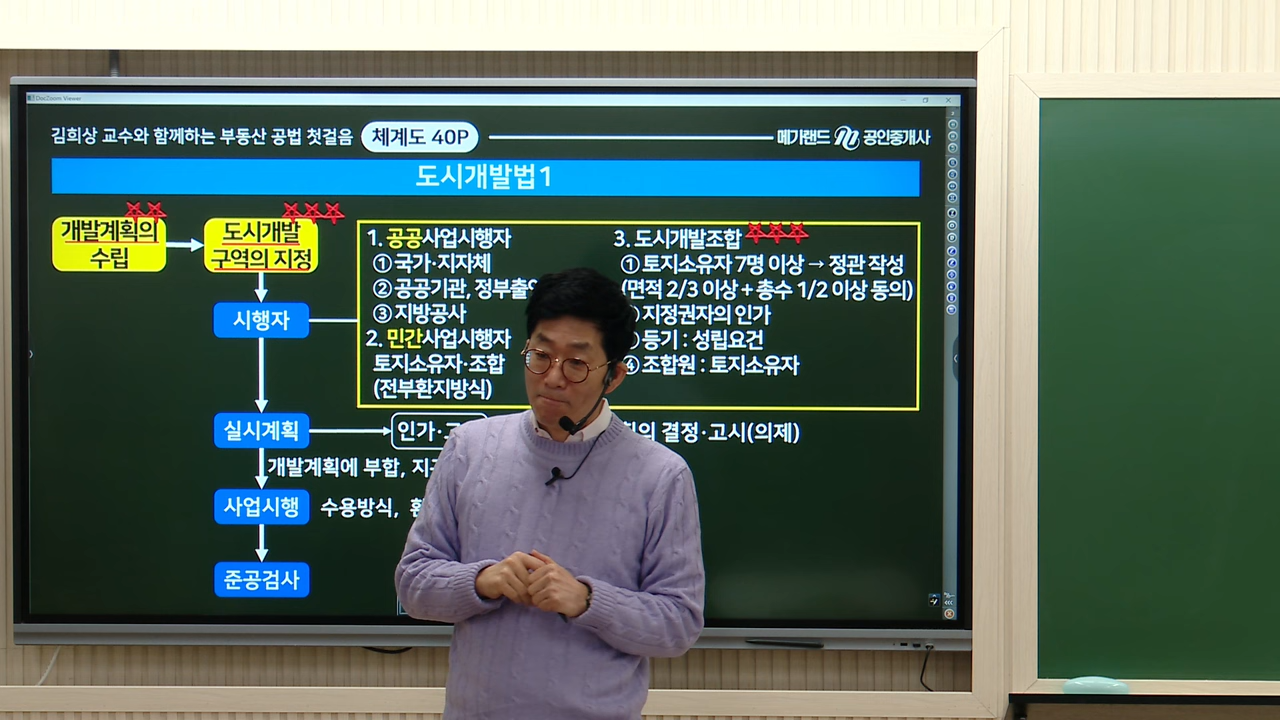 DocZoom Viewer
김희상 교수와 함께하는 부동산 공법 첫걸음 체계도 40P 메가랜드 공인중개사
도시개발법1
개발계획의
수립
도시개발
구역의 지정
시행자
실시계획
사업시행
준공검사
1. 공공사업시행자
① 국가·지자체
② 공공기관, 정부출
③ 지방공사
2. 민간사업시행자
토지소유자·조합
(전부환지방식)
3. 도시개발조합
① 토지소유자 7명 이상 → 정관 작성
(면적 2/3 이상 + 총수 1/2 이상 동의)
지정권자의 인가
등기 : 성립요건
④ 조합원 : 토지소유자
인가· 결정·고시(의제)
개발계획에 부합,
수용방식,